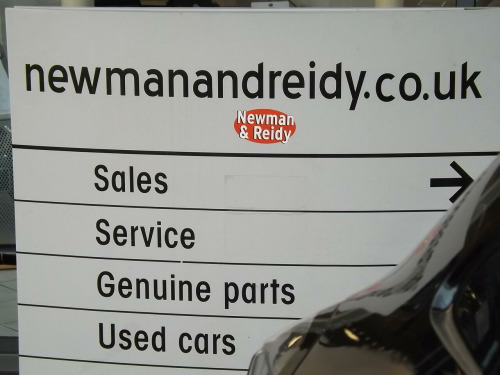 newmanandreidy.co.uk
Newman
& Reidy
Sales
Service
Genuine parts
Used cars